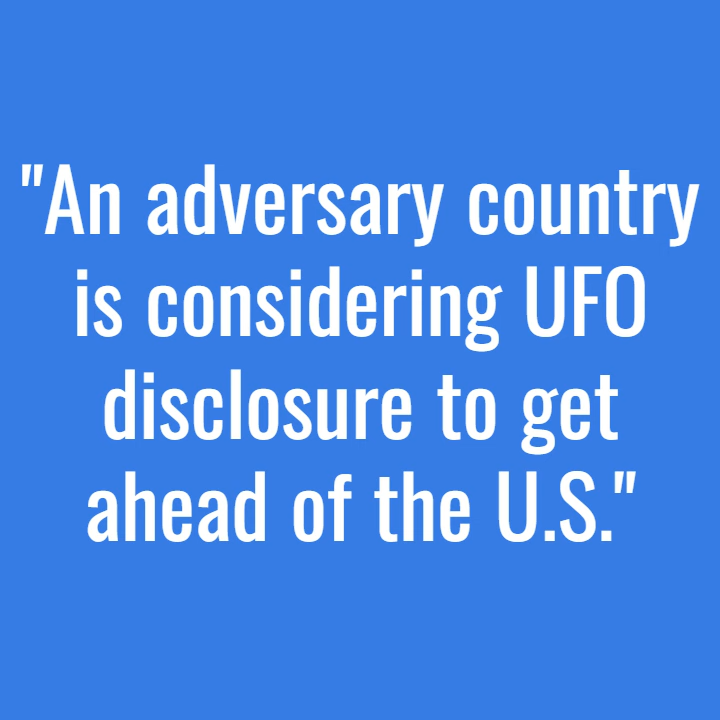 "An adversary country
is considering UFO
disclosure to get
ahead of the U.S."